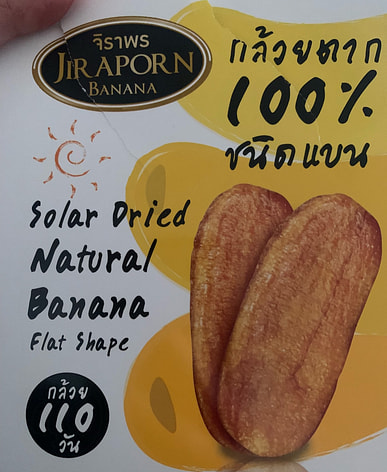 จิราพร
JIRAPORN
BANANA
กล้วยตาก
100%
ชนิดแบน
Solar Dried
Natural
Banana
Flat Shape
กล้วย
110
วัน